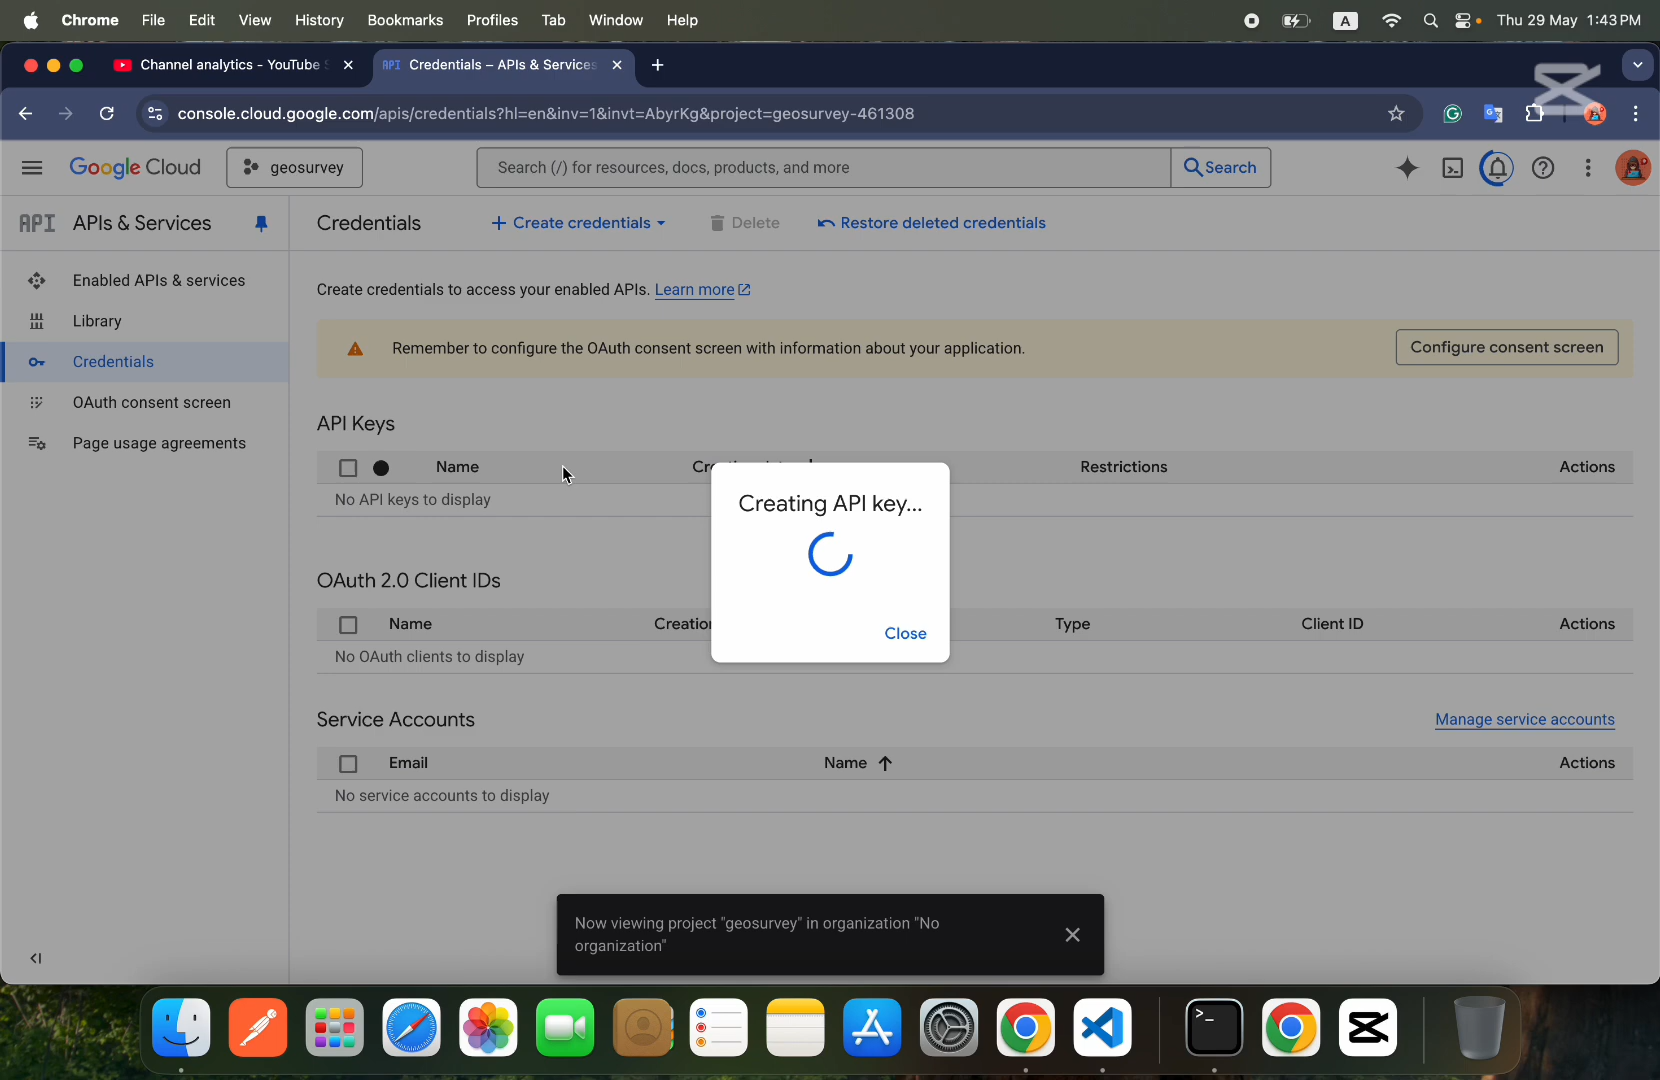 Chrome File Edit View History Bookmarks Profiles Tab Window Help A Thu 29 May 1:43 PM
Channel analytics - YouTube S API Credentials – APIs & Services
console.cloud.google.com/apis/credentials?hl=en&inv=1&invt=AbyrKg&project=geosurvey-461308
Google Cloud geosurvey Search (/) for resources, docs, products, and more Search
API APIs & Services Credentials + Create credentials Delete Restore deleted credentials
Enabled APIs & services
Library
Credentials
OAuth consent screen
Page usage agreements
Create credentials to access your enabled APIs. Learn more
Remember to configure the OAuth consent screen with information about your application. Configure consent screen
API Keys
Name Restrictions Actions
No API keys to display
Creating API key...
Close
OAuth 2.0 Client IDs
Name Creation Type Client ID Actions
No OAuth clients to display
Service Accounts Manage service accounts
Email Name Actions
No service accounts to display
Now viewing project "geosurvey" in organization "No
organization"